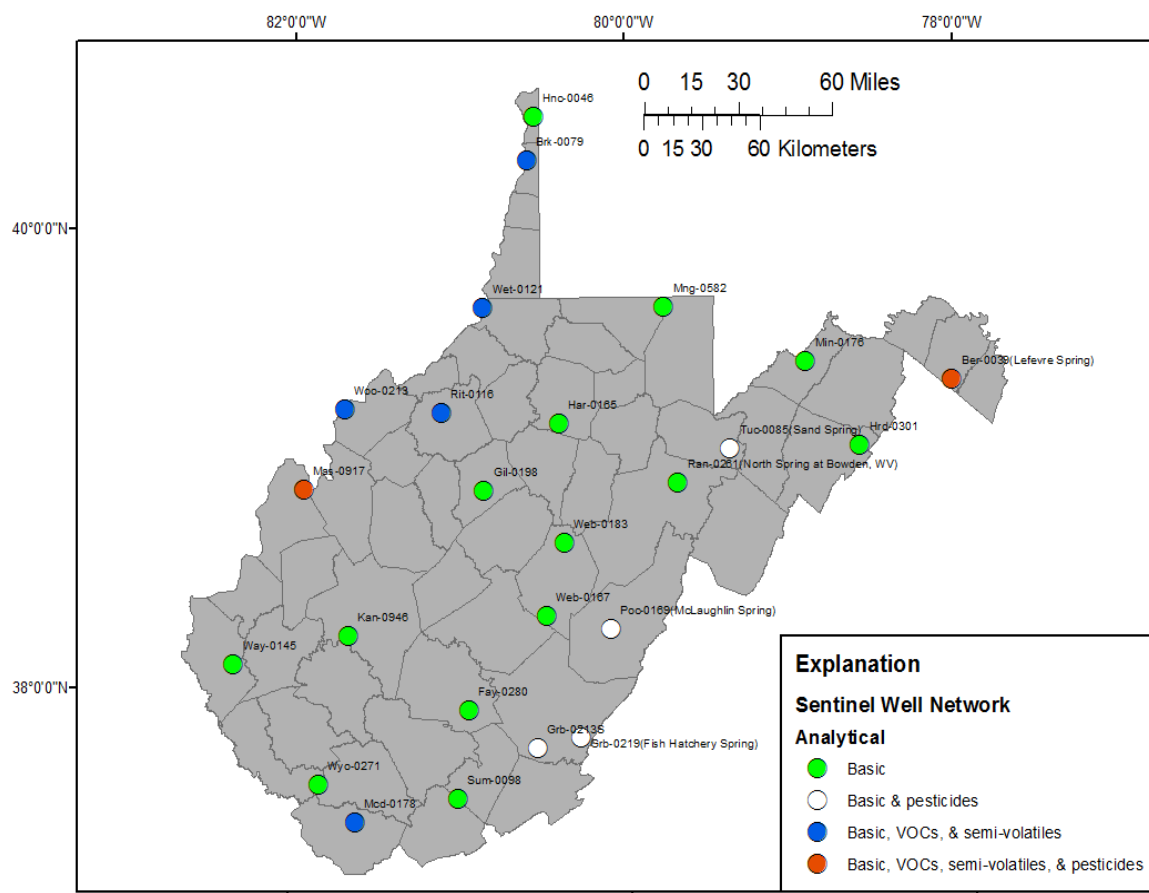 82°0'0"W 80°0'0"W 78°0'0"W
0 15 30 60 Miles
0 15 30 60 Kilometers
Hnc-0046
Brk-0079
40°0'0"N
Wet-0121
Mng-0582
Min-0176
Ber-0039(Lefevre Spring)
Woo-0213
Rit-0116
Har-0165
Tuc-0085(Sand Spring)
Hrd-0301
Mas-0917
Gil-0198
Ran-0261(North Spring at Bowden, WV)
Web-0183
Web-0167
Poc-0169(McLaughlin Spring)
Kan-0946
Way-0145
38°0'0"N
Fay-0280
Grb-0213S
Grb-0219(Fish Hatchery Spring)
Wyo-0271
Mcd-0178
Sum-0098
Explanation
Sentinel Well Network
Analytical
Basic
Basic & pesticides
Basic, VOCs, & semi-volatiles
Basic, VOCs, semi-volatiles, & pesticides